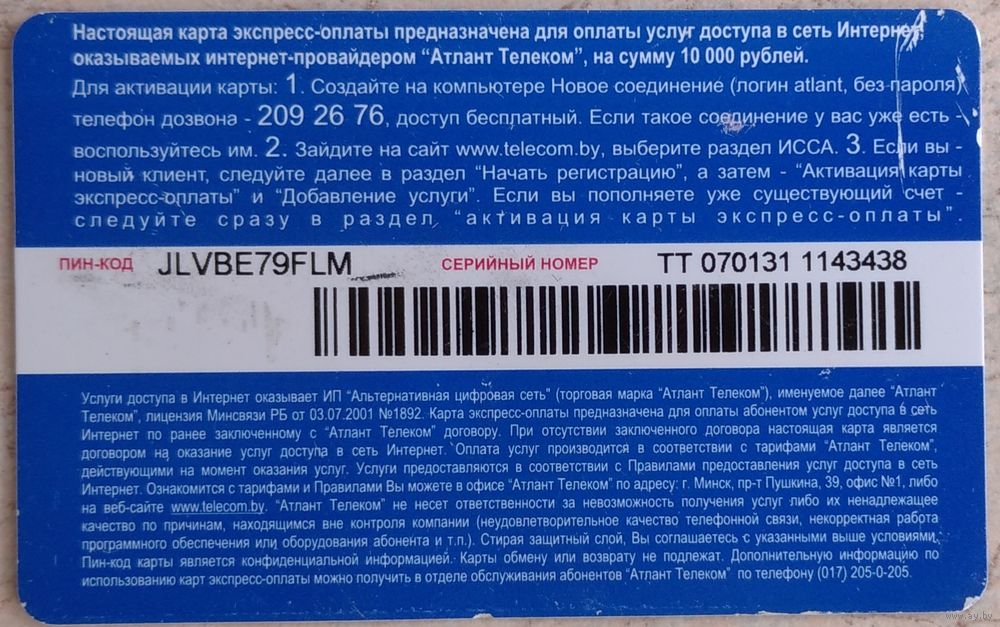 Настоящая карта экспресс-оплаты предназначена для оплаты услуг доступа в сеть Интернет,
оказываемых интернет-провайдером “Атлант Телеком”, на сумму 10 000 рублей.
Для активации карты: 1. Создайте на компьютере Новое соединение (логин atlant, без пароля)
телефон дозвона - 209 26 76, доступ бесплатный. Если такое соединение у вас уже есть -
воспользуйтесь им. 2. Зайдите на сайт www.telecom.by, выберите раздел ИССА. 3. Если вы -
новый клиент, следуйте далее в раздел “Начать регистрацию”, а затем - “Активация карты
экспресс-оплаты” и “Добавление услуги”. Если вы пополняете уже существующий счет -
следуйте сразу в раздел “активация карты экспресс-оплаты”.
ПИН-КОД JLVBE79FLM СЕРИЙНЫЙ НОМЕР TT 070131 1143438
Услуги доступа в Интернет оказывает ИП “Альтернативная цифровая сеть” (торговая марка “Атлант Телеком”), именуемое далее “Атлант
Телеком”, лицензия Минсвязи РБ от 03.07.2001 №1892. Карта экспресс-оплаты предназначена для оплаты абонентом услуг доступа в сеть
Интернет по ранее заключенному с “Атлант Телеком” договору. При отсутствии заключенного договора настоящая карта является
договором на оказание услуг доступа в сеть Интернет. Оплата услуг производится в соответствии с тарифами “Атлант Телеком”,
действующими на момент оказания услуг. Услуги предоставляются в соответствии с Правилами предоставления услуг доступа в сеть
Интернет. Ознакомится с тарифами и Правилами Вы можете в офисе “Атлант Телеком” по адресу: г. Минск, пр-т Пушкина, 39, офис №1, либо
на веб-сайте www.telecom.by. “Атлант Телеком” не несет ответственности за невозможность получения услуг либо их ненадлежащее
качество по причинам, находящимся вне контроля компании (неудовлетворительное качество телефонной связи, некорректная работа
программного обеспечения или оборудования абонента и т.п.). Стирая защитный слой, Вы соглашаетесь с указанными выше условиями.
Пин-код карты является конфиденциальной информацией. Карты обмену или возврату не подлежат. Дополнительную информацию по
использованию карт экспресс-оплаты можно получить в отделе обслуживания абонентов “Атлант Телеком” по телефону (017) 205-0-205.
www.ay.by